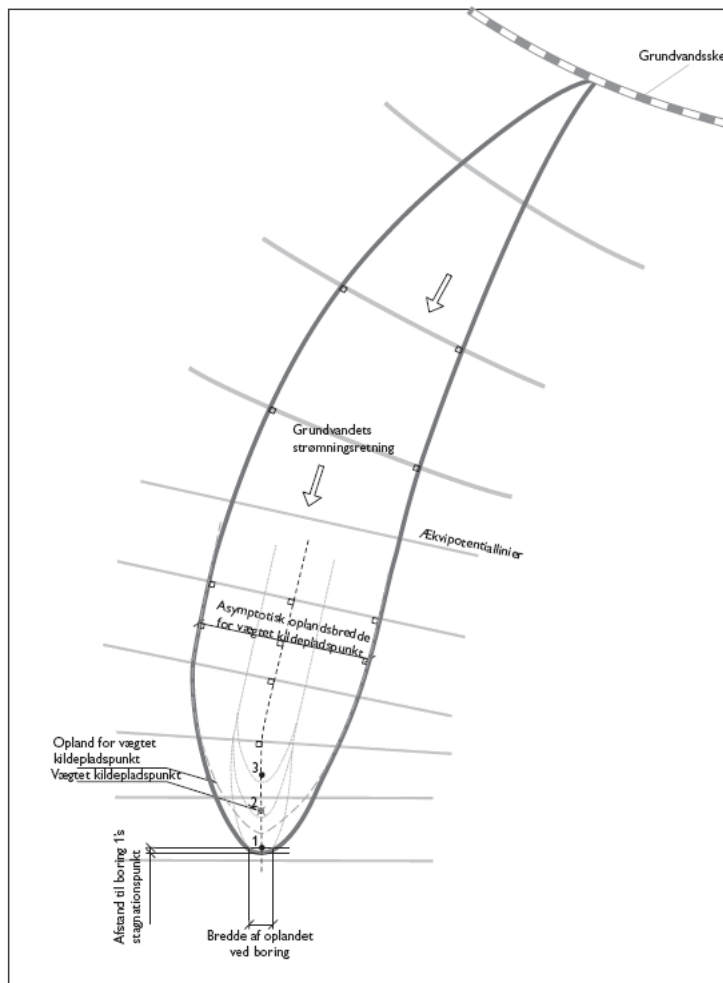 Grundvandsske
Grundvandets
strømningsretning
Ækvipotentiallinier
Asymptotisk oplandsbredde
for vægtet kildepladspunkt
Opland for vægtet
kildepladspunkt
Vægtet kildepladspunkt
3
2
1
Afstand til boring 1's
stagnationspunkt
Bredde af oplandet
ved boring